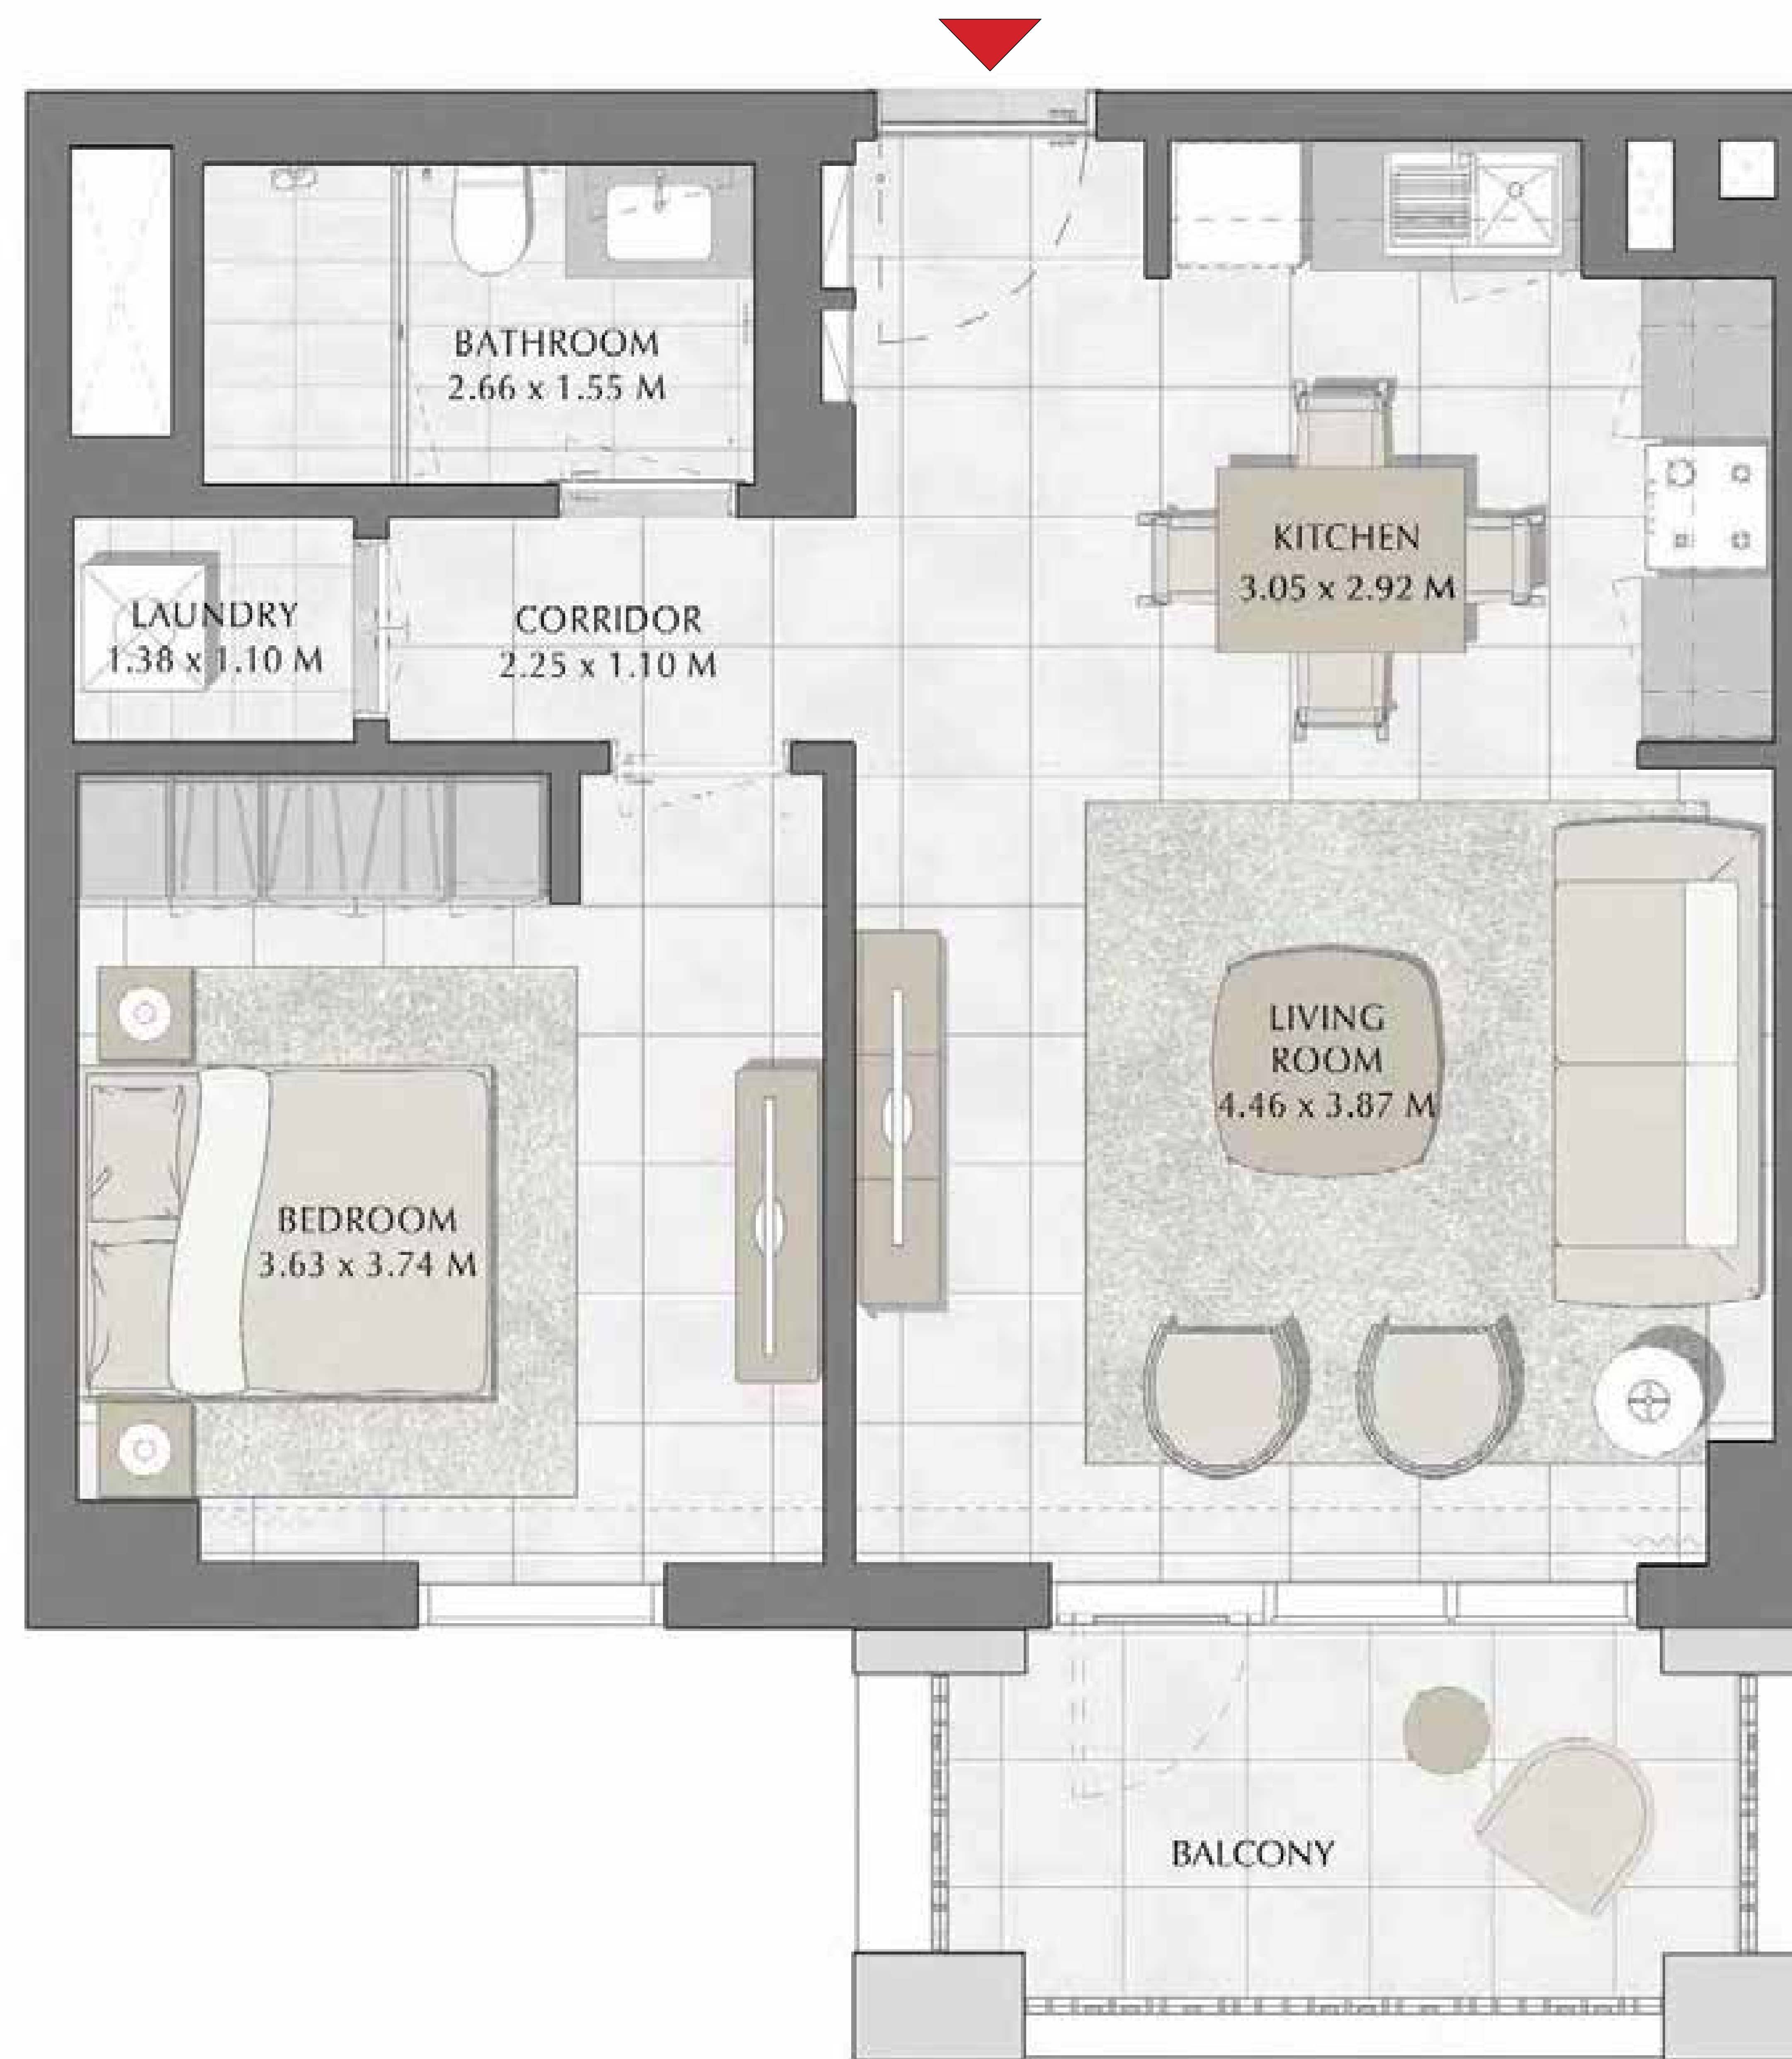 BATHROOM
2.66 x 1.55 M
KITCHEN
3.05 x 2.92 M
LAUNDRY
1.38 x 1.10 M
CORRIDOR
2.25 x 1.10 M
LIVING
ROOM
4.46 x 3.87 M
BEDROOM
3.63 x 3.74 M
BALCONY